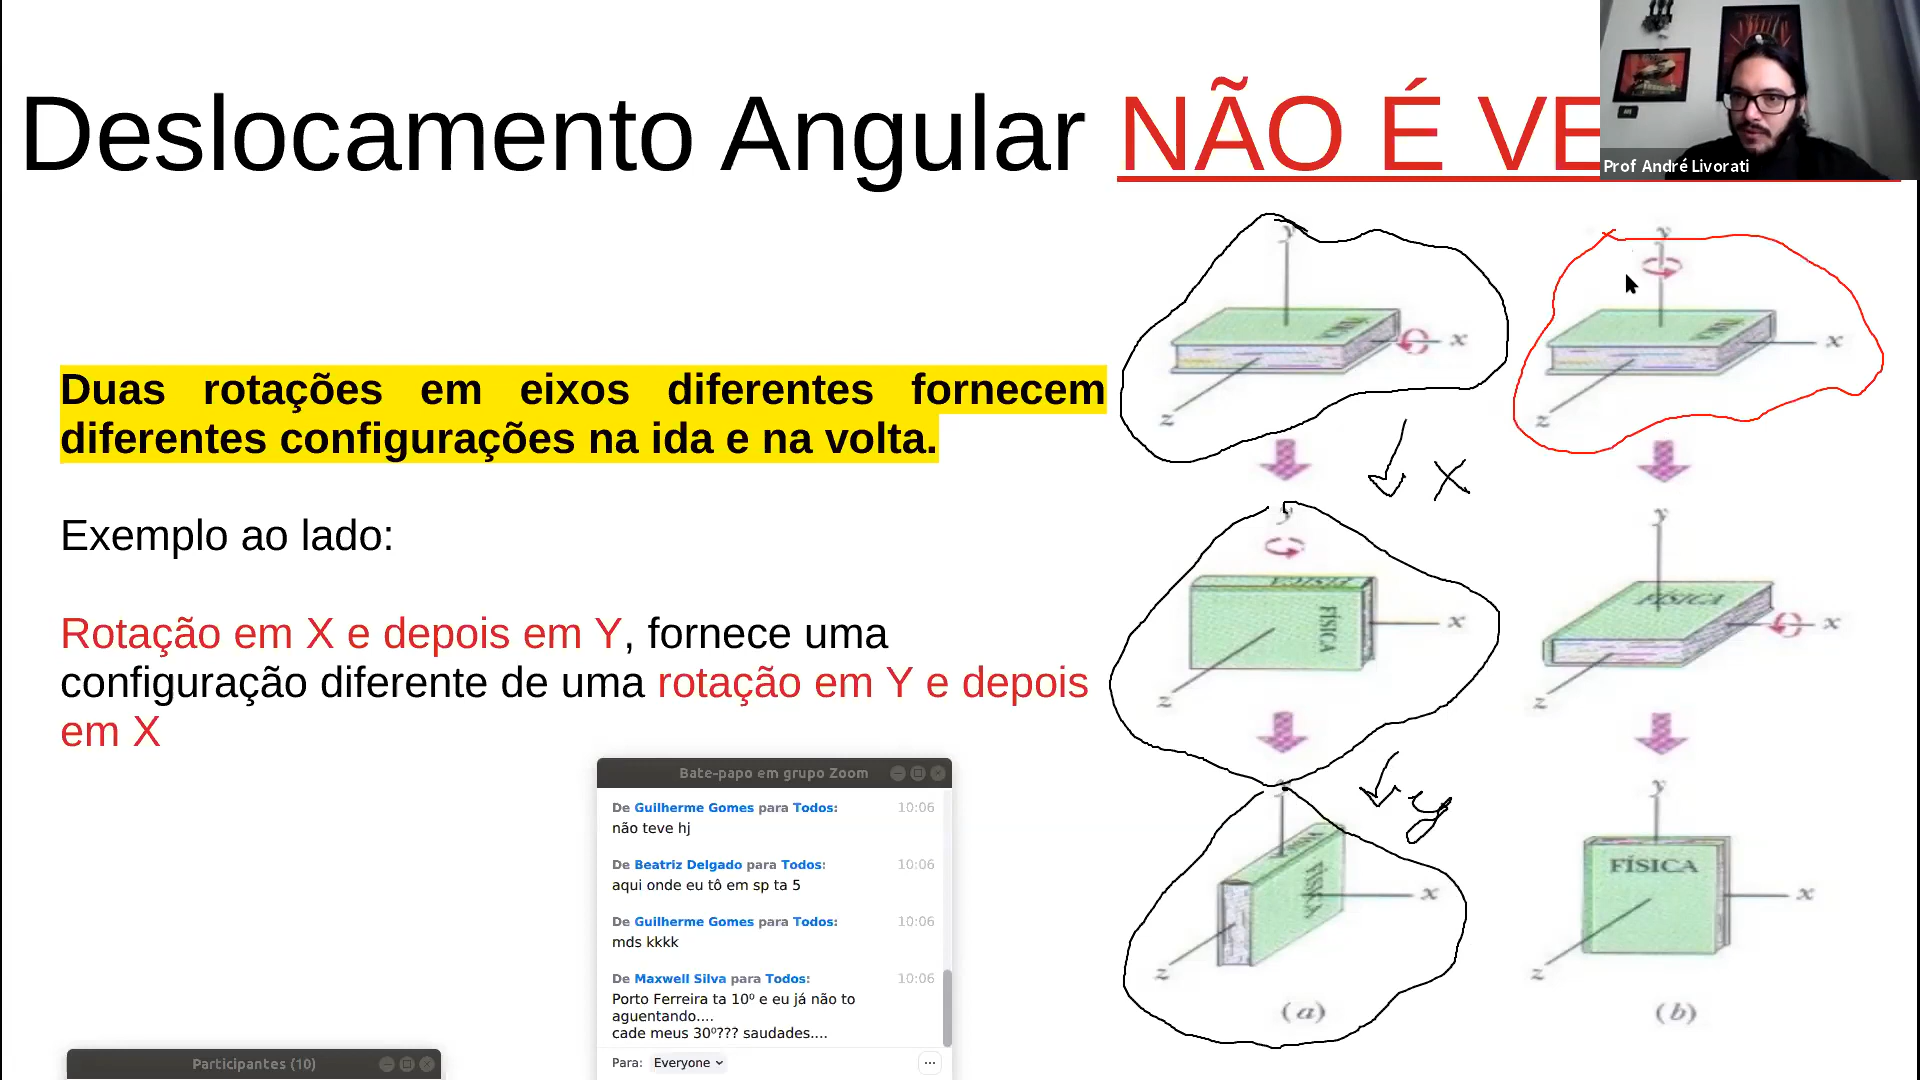 Deslocamento Angular NÃO É VE
Prof André Livorati
Duas rotações em eixos diferentes fornecem
diferentes configurações na ida e na volta.
Exemplo ao lado:
Rotação em X e depois em Y, fornece uma
configuração diferente de uma rotação em Y e depois
em X
y
x
z
x
y
FÍSICA
FÍSICA
x
z
y
y
FÍSICA
x
z
(a)
y
x
z
y
FÍSICA
x
z
y
FÍSICA
x
z
(b)
Bate-papo em grupo Zoom
De Guilherme Gomes para Todos: 10:06
não teve hj
De Beatriz Delgado para Todos: 10:06
aqui onde eu tô em sp ta 5
De Guilherme Gomes para Todos: 10:06
mds kkkk
De Maxwell Silva para Todos: 10:06
Porto Ferreira ta 10º e eu já não to
aguentando....
cade meus 30º??? saudades....
Para: Everyone
Participantes (10)